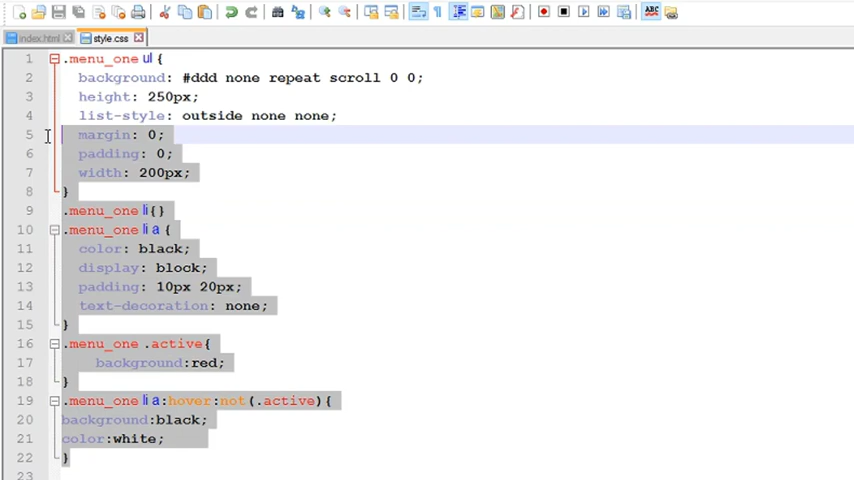 index.html style.css
1 .menu_one ul {
2 background: #ddd none repeat scroll 0 0;
3 height: 250px;
4 list-style: outside none none;
5 margin: 0;
6 padding: 0;
7 width: 200px;
8 }
9 .menu_one li{}
10 .menu_one li a {
11 color: black;
12 display: block;
13 padding: 10px 20px;
14 text-decoration: none;
15 }
16 .menu_one .active{
17 background:red;
18 }
19 .menu_one li a:hover:not(.active){
20 background:black;
21 color:white;
22 }
23